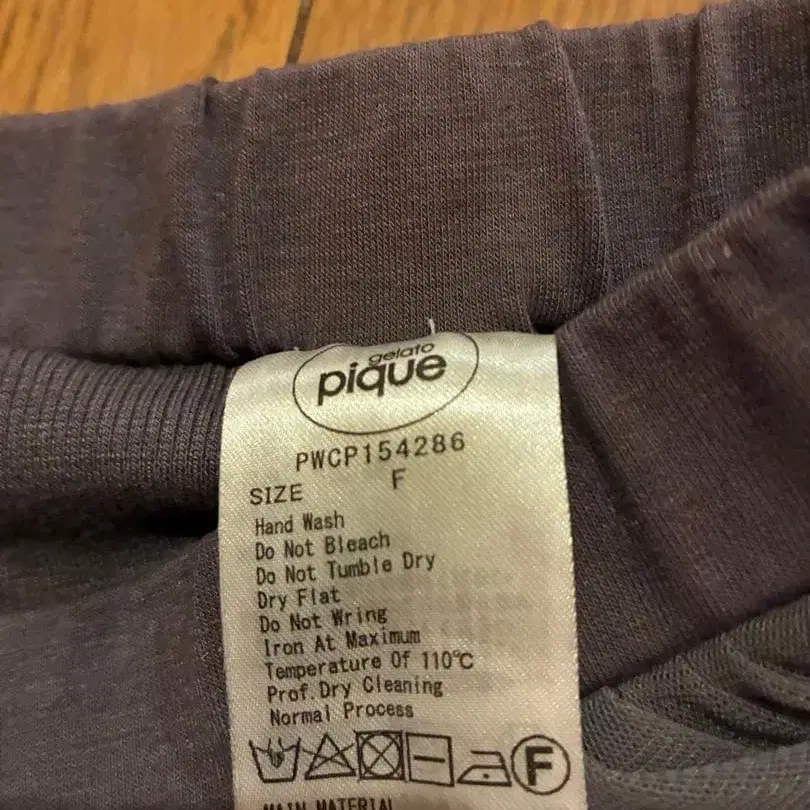 gelato
pique
PWCP154286
SIZE F
Hand Wash
Do Not Bleach
Do Not Tumble Dry
Dry Flat
Do Not Wring
Iron At Maximum
Temperature Of 110℃
Prof.Dry Cleaning
Normal Process
F
MAIN MATERIAL